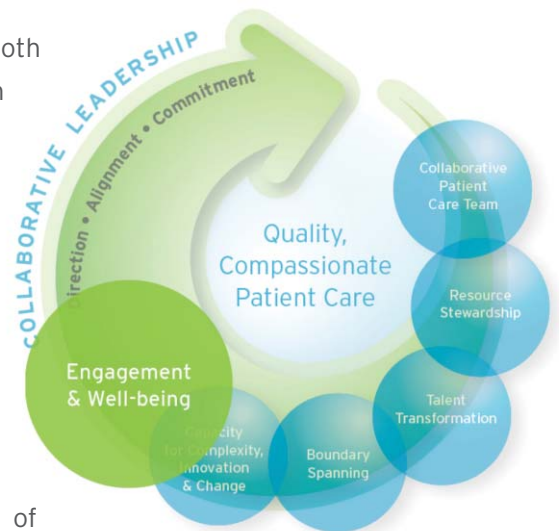 oth
COLLABORATIVE LEADERSHIP
Direction • Alignment • Commitment
Collaborative
Patient
Care Team
Quality,
Compassionate
Patient Care
Resource
Stewardship
Engagement
& Well-being
Talent
Transformation
Capacity
for Complexity,
Innovation
& Change
Boundary
Spanning
of